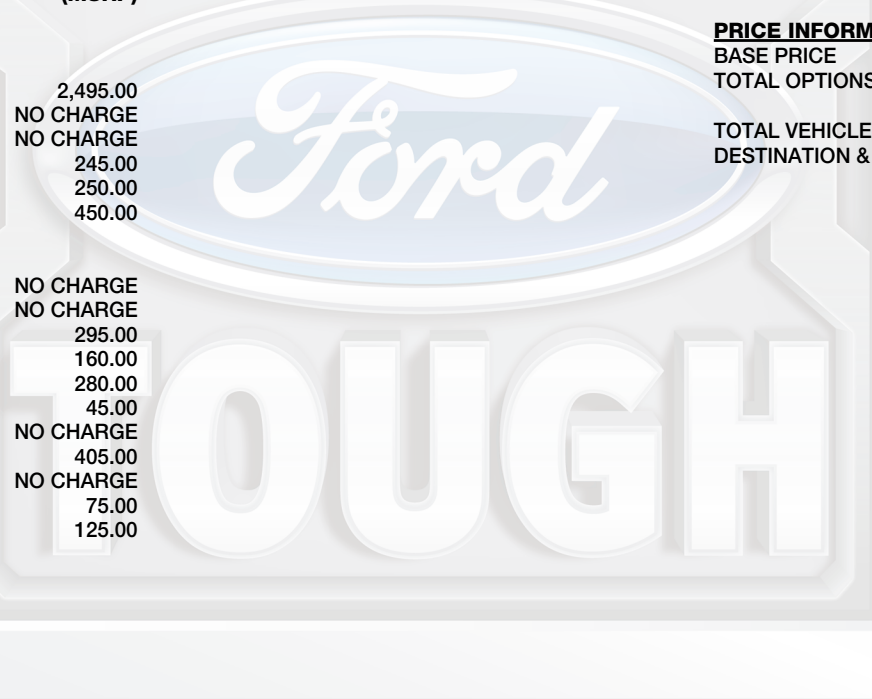 2,495.00
NO CHARGE
NO CHARGE
245.00
250.00
450.00
NO CHARGE
NO CHARGE
295.00
160.00
280.00
45.00
NO CHARGE
405.00
NO CHARGE
75.00
125.00
PRICE INFORM
BASE PRICE
TOTAL OPTIONS
TOTAL VEHICLE
DESTINATION &
Ford
TOUGH